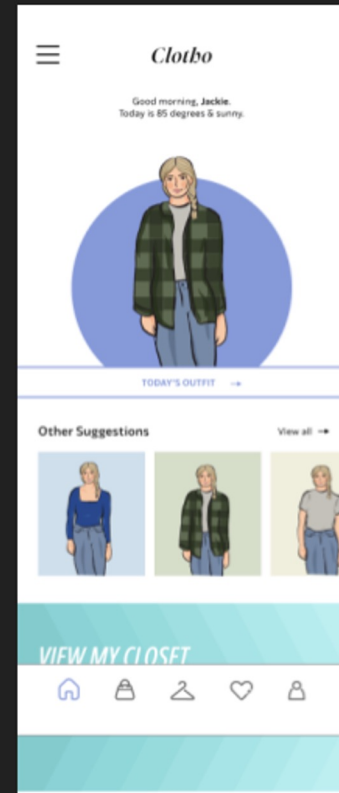 Clotho
Good morning, Jackie.
Today is 85 degrees & sunny.
TODAY'S OUTFIT →
Other Suggestions
View all →
VIEW MY CLOSET